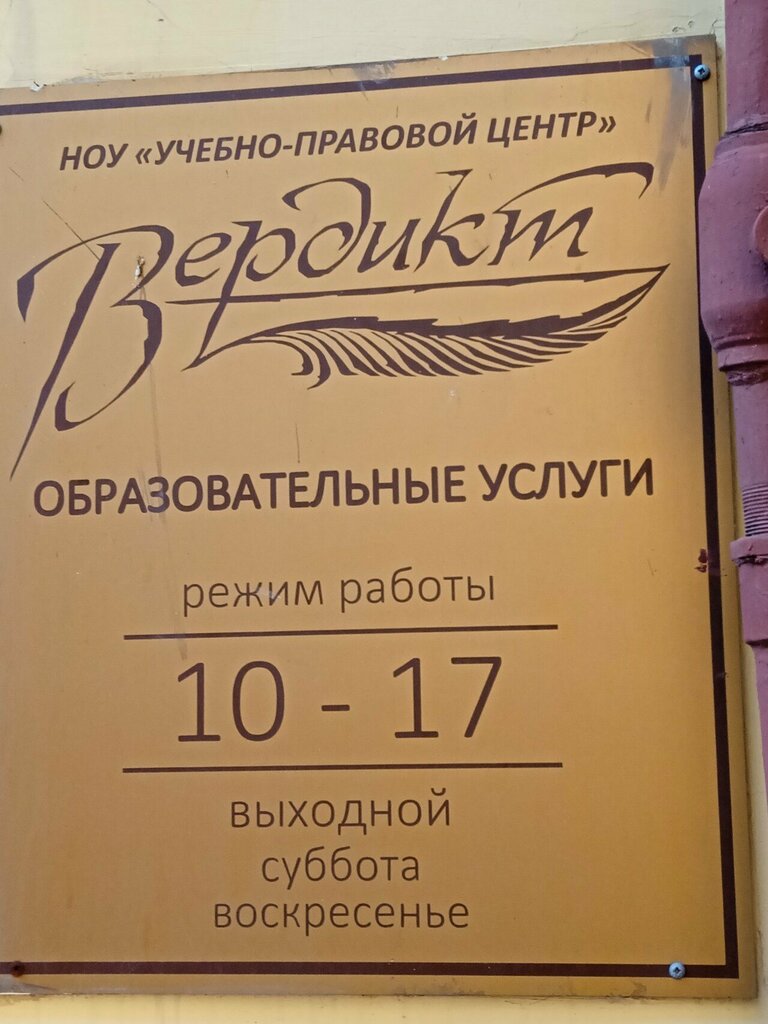 НОУ «УЧЕБНО-ПРАВОВОЙ ЦЕНТР»
Вердикт
ОБРАЗОВАТЕЛЬНЫЕ УСЛУГИ
режим работы
10 - 17
выходной
суббота
воскресенье